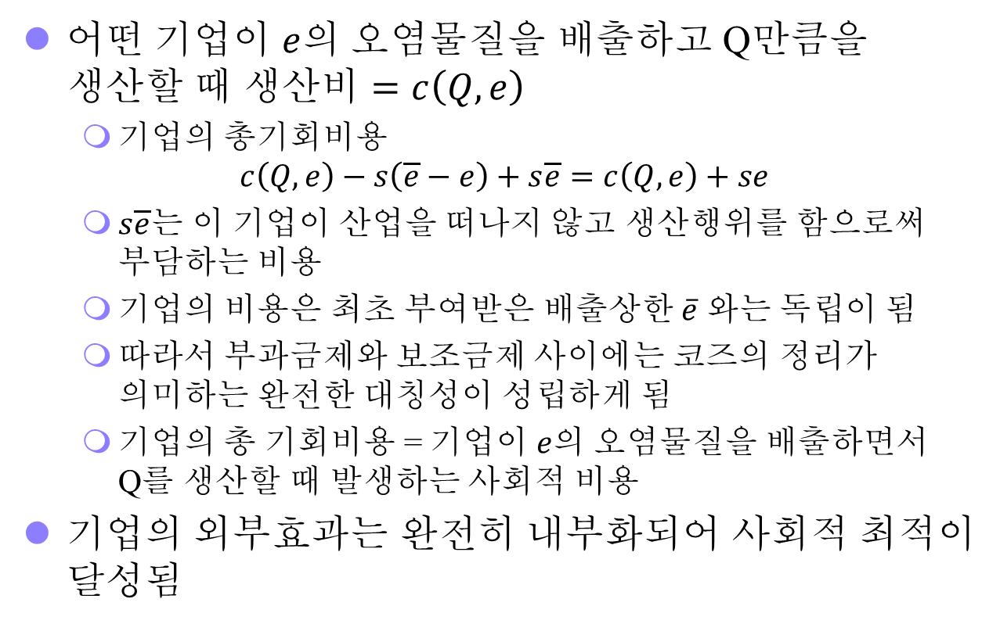 어떤 기업이 e의 오염물질을 배출하고 Q만큼을
생산할 때 생산비 = c(Q, e)
기업의 총기회비용
c(Q, e) − s(e̅ − e) + se̅ = c(Q, e) + se
se̅는 이 기업이 산업을 떠나지 않고 생산행위를 함으로써
부담하는 비용
기업의 비용은 최초 부여받은 배출상한 e̅ 와는 독립이 됨
따라서 부과금제와 보조금제 사이에는 코즈의 정리가
의미하는 완전한 대칭성이 성립하게 됨
기업의 총 기회비용 = 기업이 e의 오염물질을 배출하면서
Q를 생산할 때 발생하는 사회적 비용
기업의 외부효과는 완전히 내부화되어 사회적 최적이
달성됨